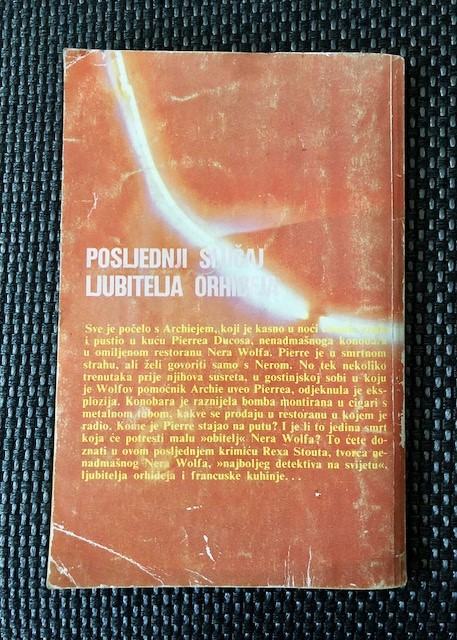 POSLJEDNJI SLUČAJ
LJUBITELJA ORHIDEJA
Sve je počelo s Archiejem, koji je kasno u noći
i pustio u kuću Pierrea Ducosa, nenadmašnoga konobara
u omiljenom restoranu Nera Wolfa. Pierre je u smrtnom
strahu, ali želi govoriti samo s Nerom. No tek nekoliko
trenutaka prije njihova susreta, u gostinjskoj sobi u koju
je Wolfov pomoćnik Archie uveo Pierrea, odjeknula je eks-
plozija. Konobara je raznijela bomba montirana u cigari s
metalnom tubom, kakve se prodaju u restoranu u kojem je
radio. Kome je Pierre stajao na putu? I je li to jedina smrt
koja će potresti malu »obitelj« Nera Wolfa? To ćete do-
znati u ovom posljednjem krimiću Rexa Stouta, tvorca ne-
nadmašnog Nera Wolfa, »najboljeg detektiva na svijetu«,
ljubitelja orhideja i francuske kuhinje...